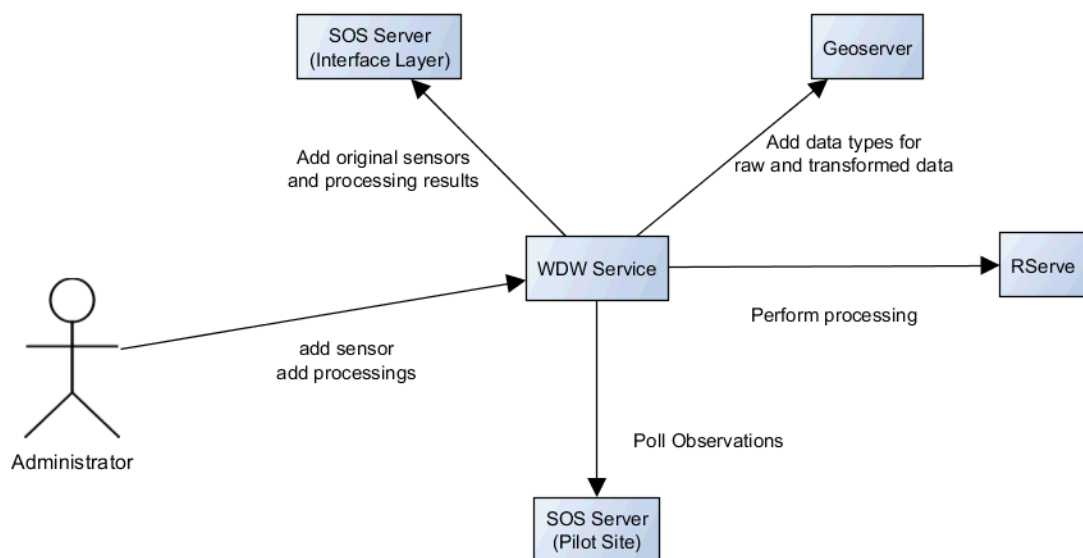 SOS Server
(Interface Layer)
Geoserver
Add original sensors
and processing results
Add data types for
raw and transformed data
WDW Service
RServe
Perform processing
add sensor
add processings
Administrator
Poll Observations
SOS Server
(Pilot Site)